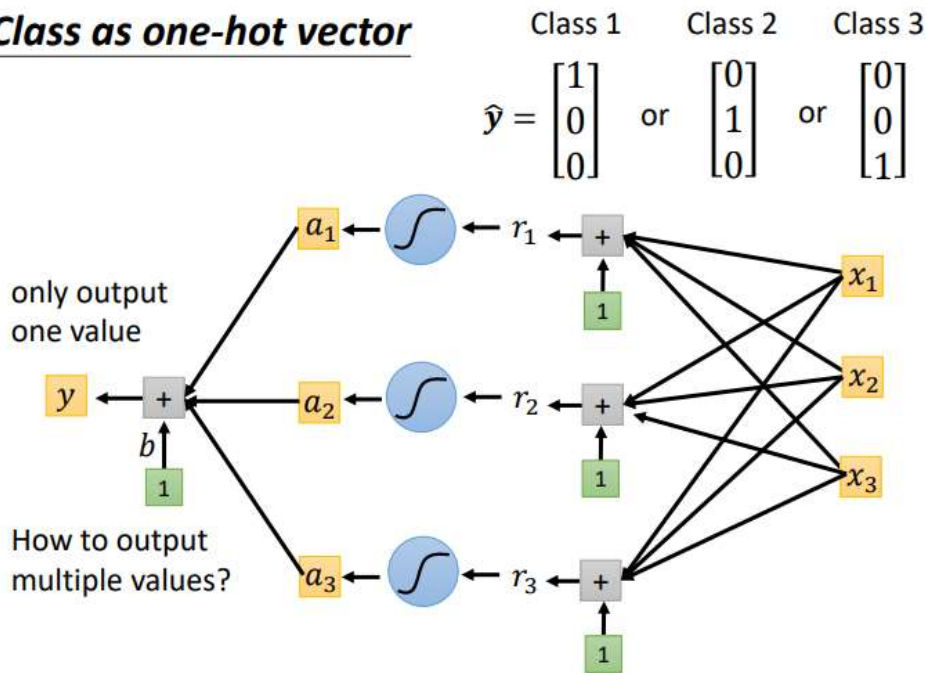 Class as one-hot vector
Class 1 Class 2 Class 3
ŷ = [1 0 0] or [0 1 0] or [0 0 1]
a₁ r₁ + x₁
1
only output
one value
x₂
y + a₂ r₂ +
b
1 1
x₃
How to output
multiple values?
a₃ r₃ +
1